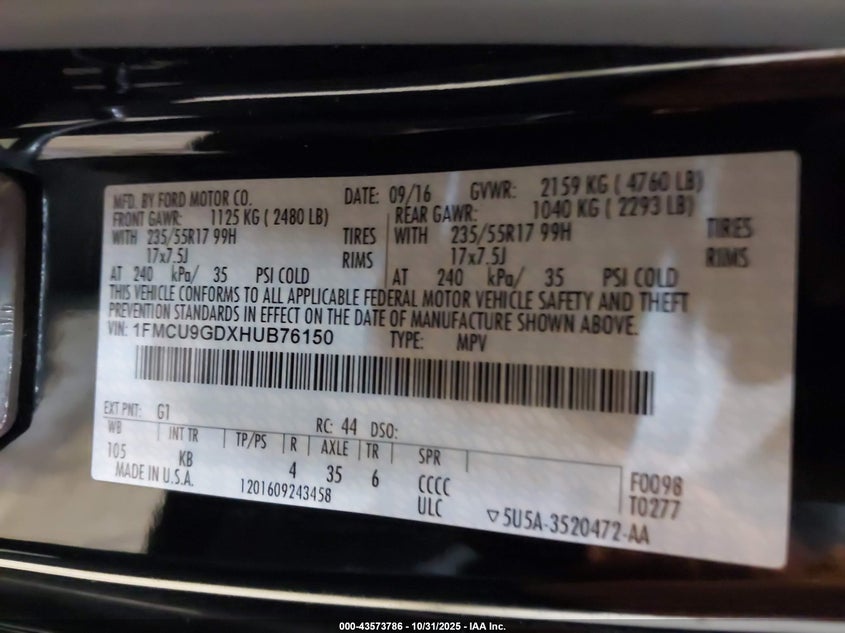 MFD. BY FORD MOTOR CO. DATE: 09/16 GVWR: 2159 KG ( 4760 LB)
FRONT GAWR: 1125 KG ( 2480 LB) REAR GAWR: 1040 KG ( 2293 LB)
WITH 235/55R17 99H TIRES WITH 235/55R17 99H TIRES
17x7.5J RIMS 17x7.5J RIMS
AT 240 kPa/ 35 PSI COLD AT 240 kPa/ 35 PSI COLD
THIS VEHICLE CONFORMS TO ALL APPLICABLE FEDERAL MOTOR VEHICLE SAFETY AND THEFT
PREVENTION STANDARDS IN EFFECT ON THE DATE OF MANUFACTURE SHOWN ABOVE.
VIN: 1FMCU9GDXHUB76150 TYPE: MPV
EXT PNT: G1 RC: 44 DSO:
WB INT TR TP/PS R AXLE TR SPR
105 KB 4 35 6 CCCC F0098
MADE IN U.S.A. 1201609243458 ULC T0277
▽5U5A-3520472-AA
000-43573786 - 10/31/2025 - IAA Inc.